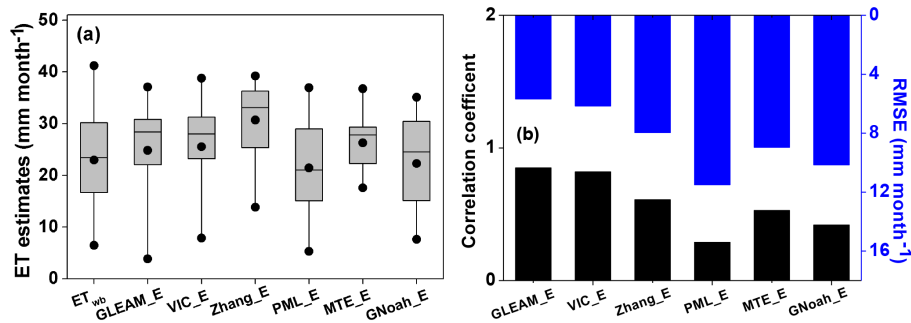 (a)
ET estimates (mm month-1)
50
40
30
20
10
0
ETwb
GLEAM_E
VIC_E
Zhang_E
PML_E
MTE_E
GNoah_E
(b)
Correlation coefficent
2
1
0
GLEAM_E
VIC_E
Zhang_E
PML_E
MTE_E
GNoah_E
0
4
8
12
16
RMSE (mm month-1)